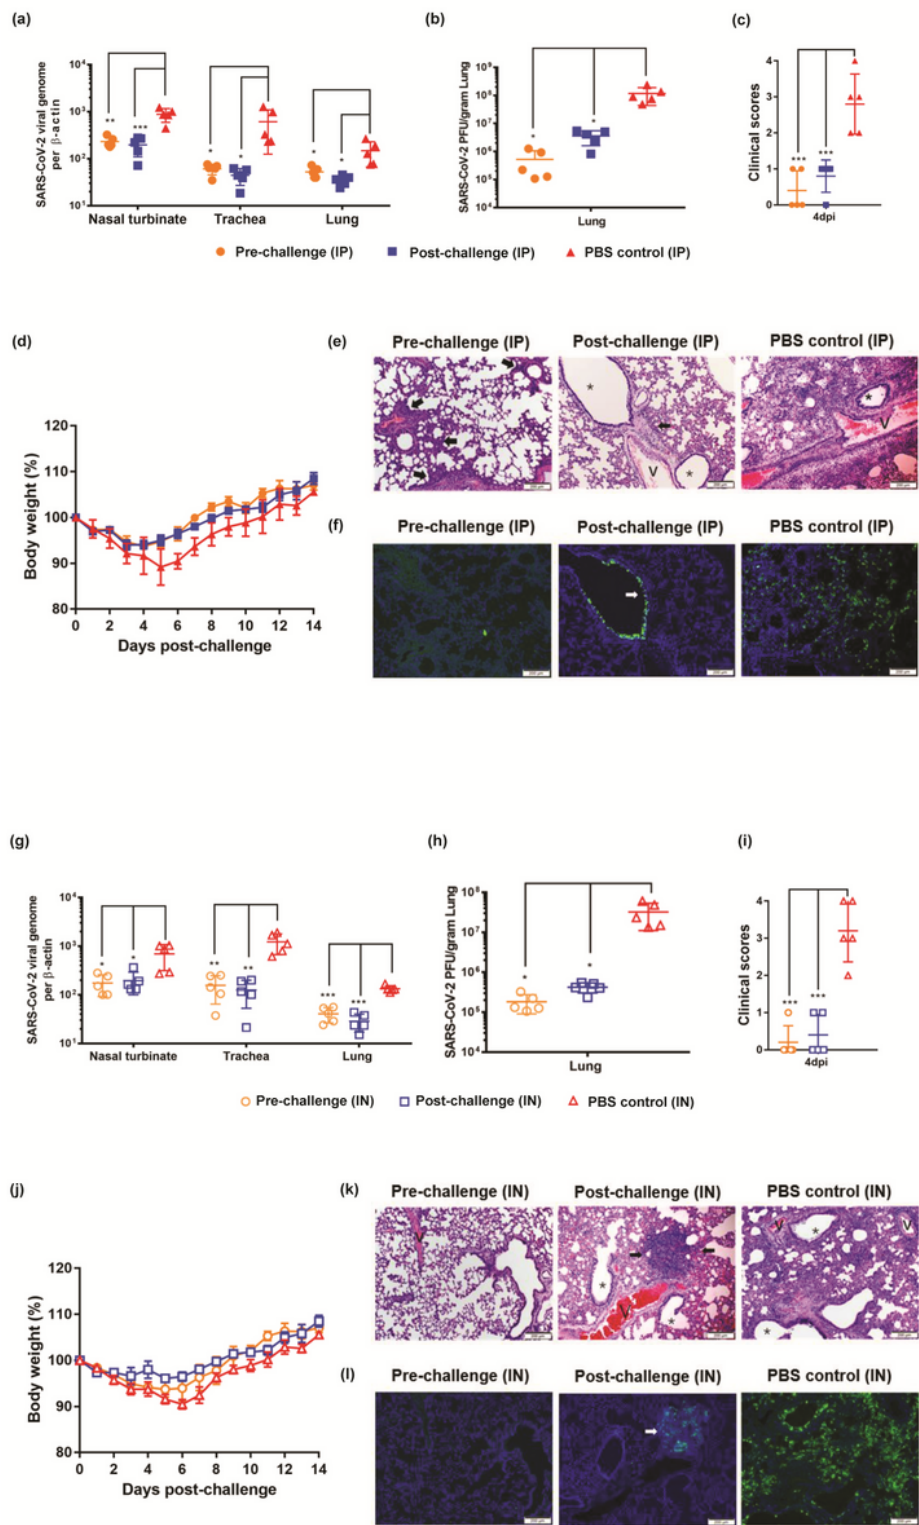 (a)
(b)
(c)
SARS-CoV-2 viral genome
per β-actin
10⁴
10³
10²
10¹
**
***
*
*
*
*
Nasal turbinate
Trachea
Lung
SARS-CoV-2 PFU/gram Lung
10⁹
10⁸
10⁷
10⁶
10⁵
10⁴
*
*
Lung
Clinical scores
4
3
2
1
0
***
***
4dpi
Pre-challenge (IP)
Post-challenge (IP)
PBS control (IP)
(d)
Body weight (%)
120
110
100
90
80
0 2 4 6 8 10 12 14
Days post-challenge
(e)
Pre-challenge (IP)
Post-challenge (IP)
PBS control (IP)
*
V
*
*
V
(f)
Pre-challenge (IP)
Post-challenge (IP)
PBS control (IP)
(g)
(h)
(i)
SARS-CoV-2 viral genome
per β-actin
10⁴
10³
10²
10¹
*
*
**
**
***
***
Nasal turbinate
Trachea
Lung
SARS-CoV-2 PFU/gram Lung
10⁸
10⁷
10⁶
10⁵
10⁴
*
*
Lung
Clinical scores
4
3
2
1
0
***
***
4dpi
Pre-challenge (IN)
Post-challenge (IN)
PBS control (IN)
(j)
Body weight (%)
120
110
100
90
80
0 2 4 6 8 10 12 14
Days post-challenge
(k)
Pre-challenge (IN)
Post-challenge (IN)
PBS control (IN)
V
*
V
*
V
*
V
*
(l)
Pre-challenge (IN)
Post-challenge (IN)
PBS control (IN)